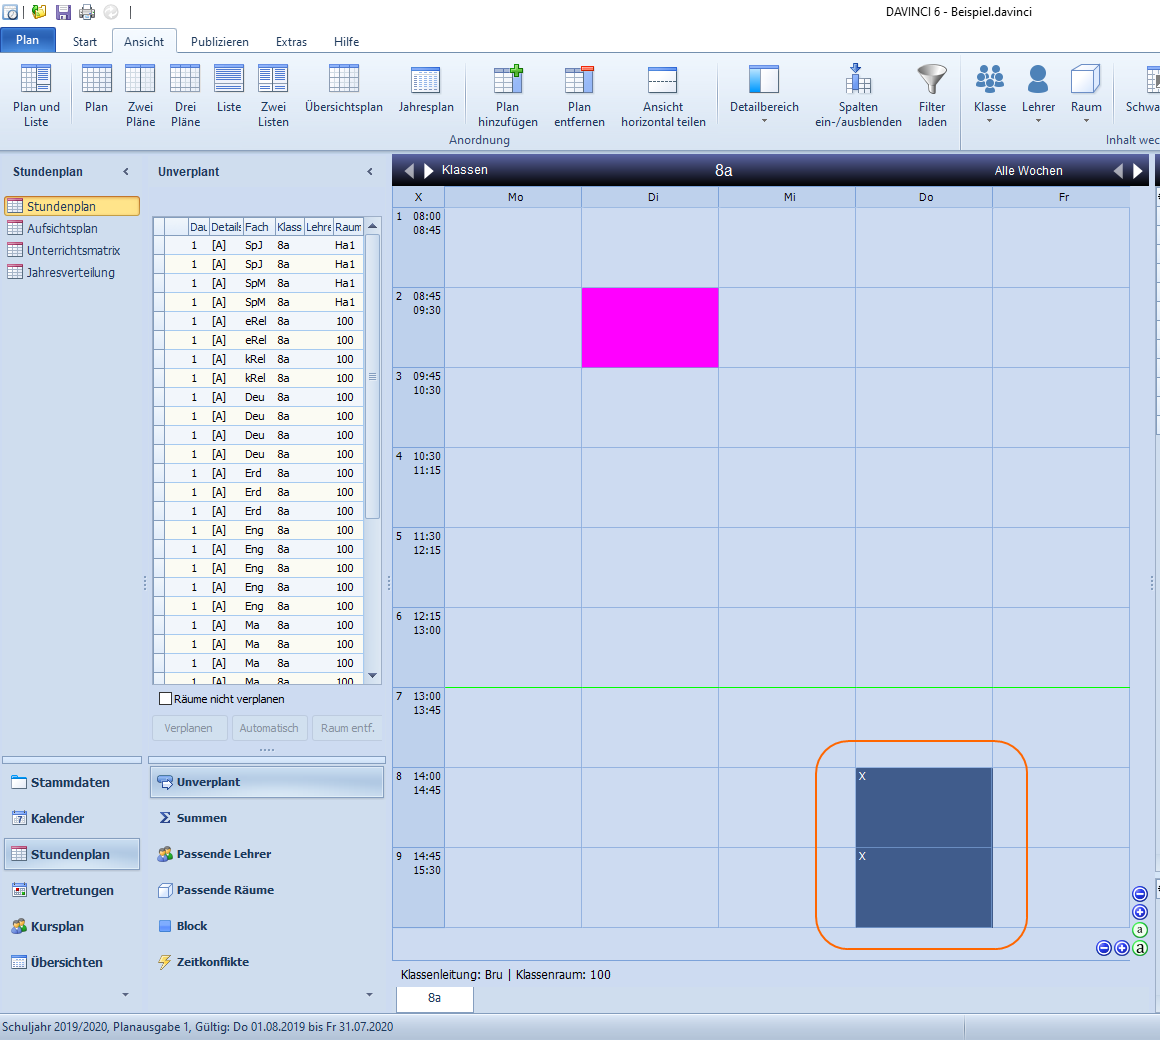 DAVINCI 6 - Beispiel.davinci
Plan Start Ansicht Publizieren Extras Hilfe
Plan und Liste
Plan
Zwei Pläne
Drei Pläne
Liste
Zwei Listen
Übersichtsplan
Jahresplan
Plan hinzufügen
Plan entfernen
Ansicht horizontal teilen
Detailbereich
Spalten ein-/ausblenden
Filter laden
Klasse
Lehrer
Raum
Schwa
Anordnung
Inhalt wec
Stundenplan
Stundenplan
Aufsichtsplan
Unterrichtsmatrix
Jahresverteilung
Stammdaten
7 Kalender
Stundenplan
Vertretungen
Kursplan
Übersichten
Unverplant
Dau Details Fach Klass Lehre Raum
1 [A] SpJ 8a Ha1
1 [A] SpJ 8a Ha1
1 [A] SpM 8a Ha1
1 [A] SpM 8a Ha1
1 [A] eRel 8a 100
1 [A] eRel 8a 100
1 [A] kRel 8a 100
1 [A] kRel 8a 100
1 [A] Deu 8a 100
1 [A] Deu 8a 100
1 [A] Deu 8a 100
1 [A] Deu 8a 100
1 [A] Erd 8a 100
1 [A] Erd 8a 100
1 [A] Erd 8a 100
1 [A] Eng 8a 100
1 [A] Eng 8a 100
1 [A] Eng 8a 100
1 [A] Eng 8a 100
1 [A] Eng 8a 100
1 [A] Ma 8a 100
1 [A] Ma 8a 100
1 [A] Ma 8a 100
1 [A] Ma 8a 100
Räume nicht verplanen
Verplanen Automatisch Raum entf.
Unverplant
Summen
Passende Lehrer
Passende Räume
Block
Zeitkonflikte
Klassen 8a Alle Wochen
X Mo Di Mi Do Fr
1 08:00
08:45
2 08:45
09:30
3 09:45
10:30
4 10:30
11:15
5 11:30
12:15
6 12:15
13:00
7 13:00
13:45
8 14:00 X
14:45
9 14:45 X
15:30
a
a
Klassenleitung: Bru | Klassenraum: 100
8a
Schuljahr 2019/2020, Planausgabe 1, Gültig: Do 01.08.2019 bis Fr 31.07.2020